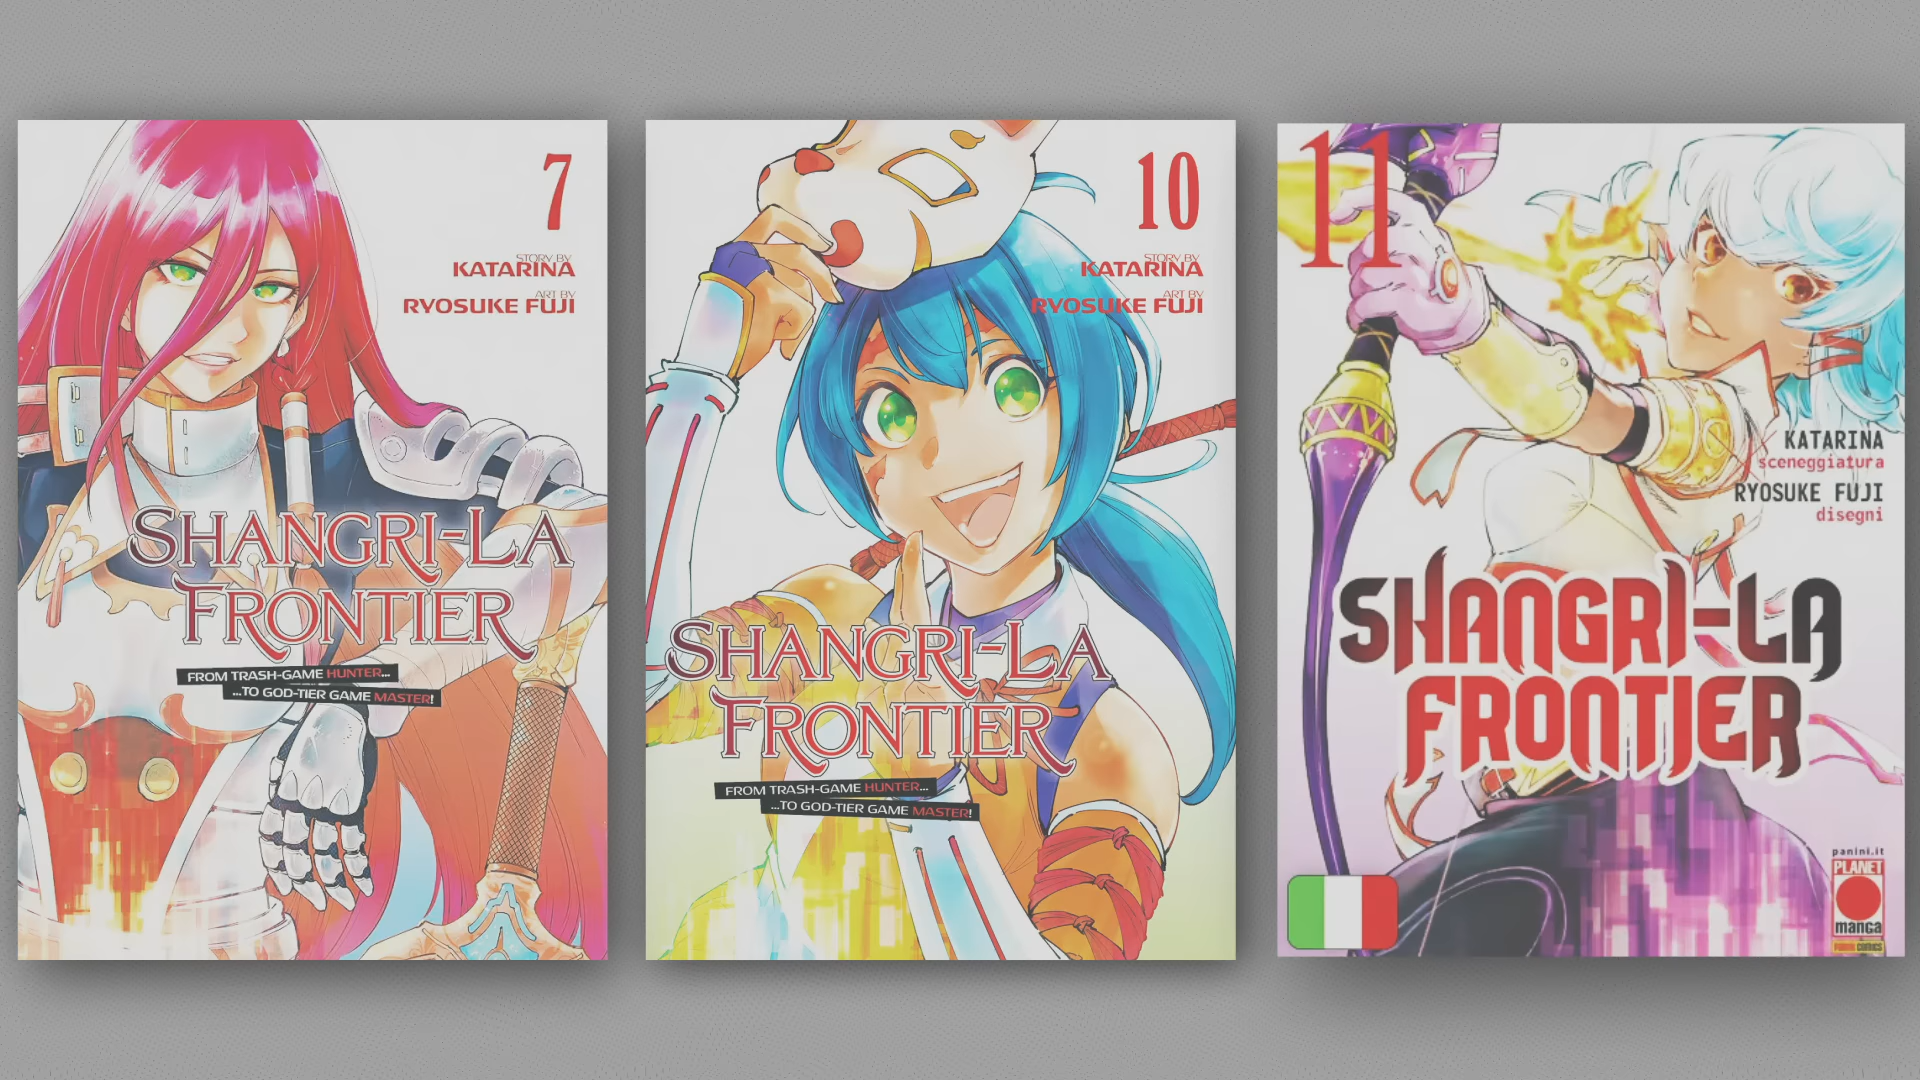 7
STORY BY
KATARINA
ART BY
RYOSUKE FUJI
SHANGRI-LA
FRONTIER
FROM TRASH-GAME HUNTER...
...TO GOD-TIER GAME MASTER!
10
STORY BY
KATARINA
ART BY
RYOSUKE FUJI
SHANGRI-LA
FRONTIER
FROM TRASH-GAME HUNTER...
...TO GOD-TIER GAME MASTER!
11
KATARINA
sceneggiatura
RYOSUKE FUJI
disegni
SHANGRI-LA
FRONTIER
panini.it
PLANET
manga
PANINI COMICS